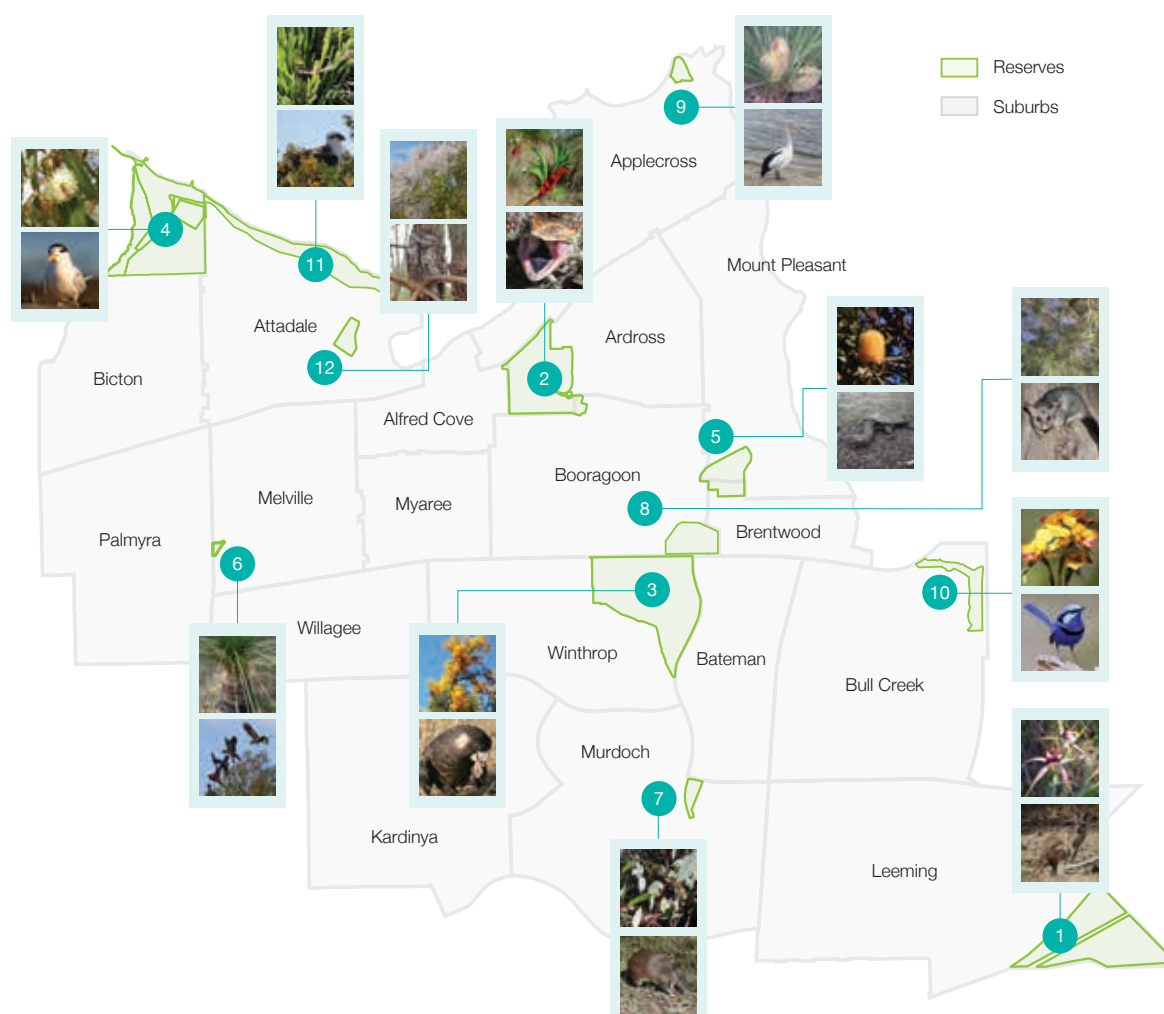 Reserves
Suburbs
9
Applecross
4
11
Mount Pleasant
Attadale
12
Ardross
Bicton
2
Alfred Cove
5
Booragoon
Melville
Myaree
8
Brentwood
Palmyra
6
3
10
Willagee
Winthrop
Bateman
Bull Creek
Murdoch
7
Kardinya
Leeming
1